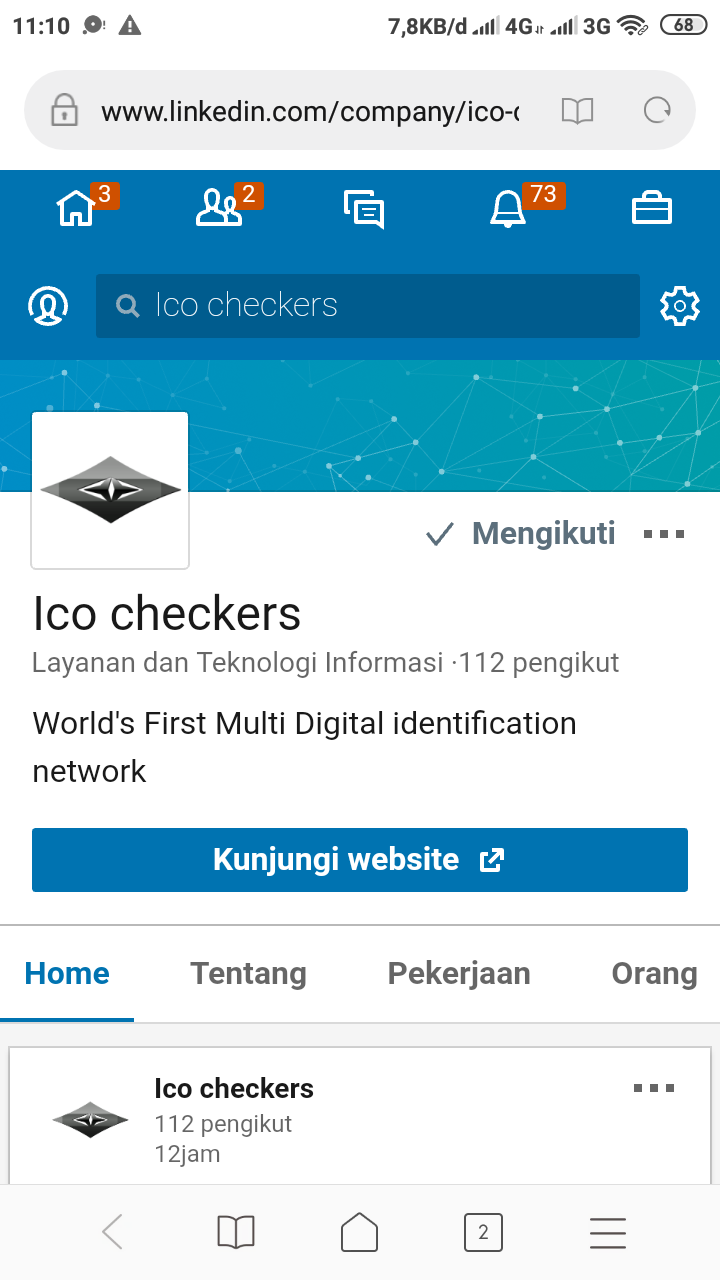 11:10 7,8KB/d 4G 3G 68
www.linkedin.com/company/ico-
3 2 73
Ico checkers
Mengikuti
Ico checkers
Layanan dan Teknologi Informasi ·112 pengikut
World's First Multi Digital identification
network
Kunjungi website
Home Tentang Pekerjaan Orang
Ico checkers
112 pengikut
12jam
2